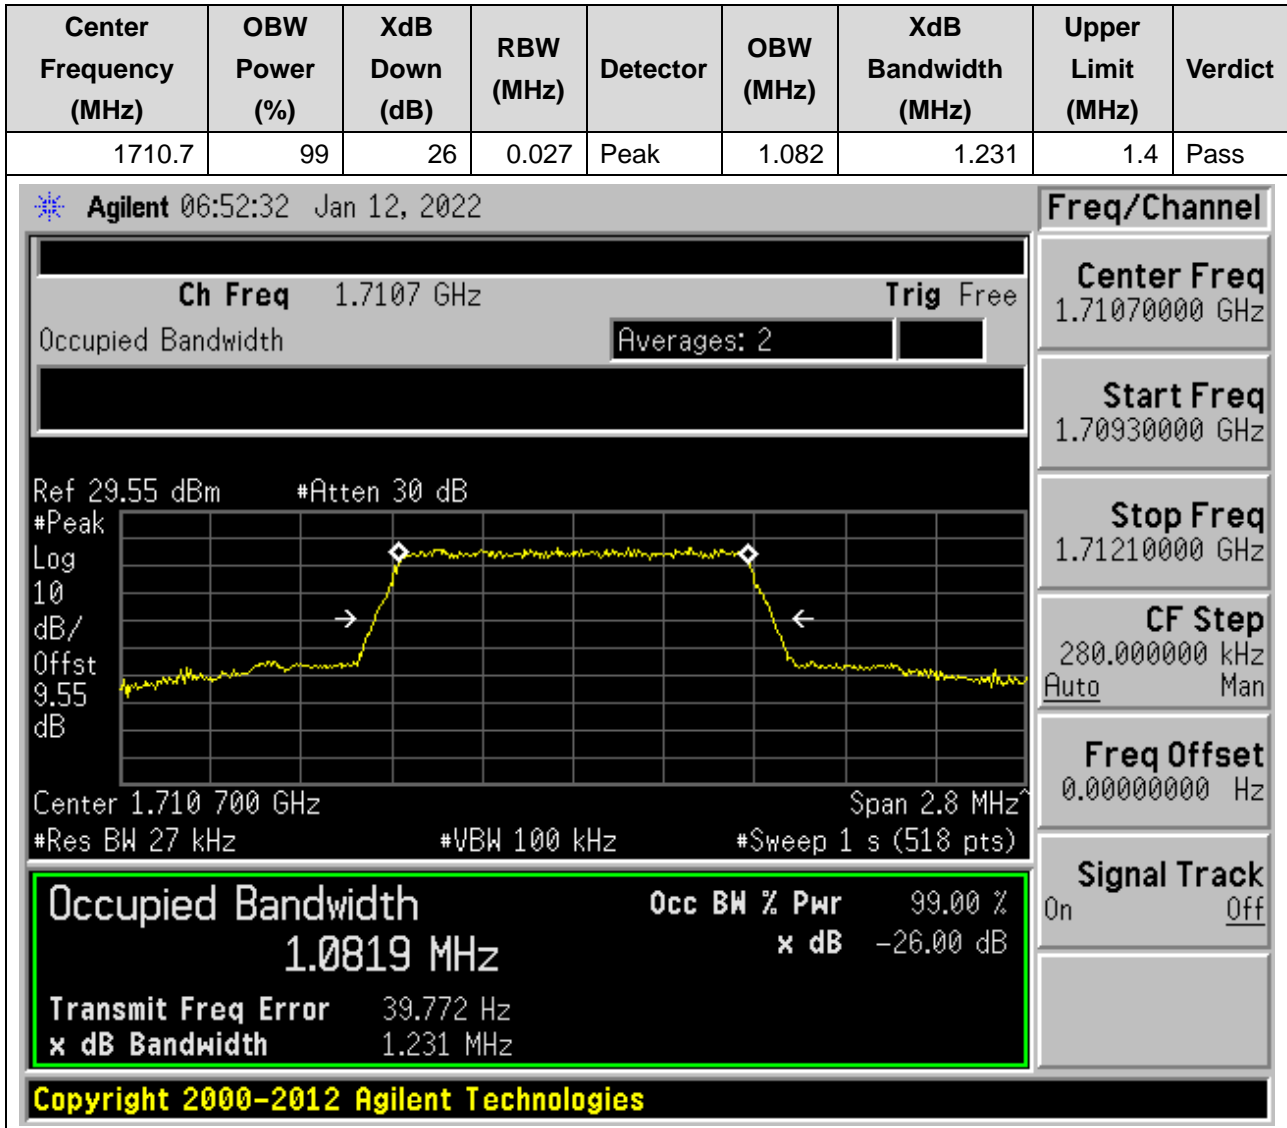 Center Frequency (MHz) OBW Power (%) XdB Down (dB) RBW (MHz) Detector OBW (MHz) XdB Bandwidth (MHz) Upper Limit (MHz) Verdict
1710.7 99 26 0.027 Peak 1.082 1.231 1.4 Pass
Agilent 06:52:32 Jan 12, 2022
Freq/Channel
Ch Freq 1.7107 GHz Trig Free
Occupied Bandwidth Averages: 2
Center Freq
1.71070000 GHz
Start Freq
1.70930000 GHz
Stop Freq
1.71210000 GHz
CF Step
280.000000 kHz
Auto Man
Freq Offset
0.00000000 Hz
Signal Track
On Off
Ref 29.55 dBm #Atten 30 dB
#Peak
Log
10
dB/
Offst
9.55
dB
Center 1.710 700 GHz Span 2.8 MHz^
#Res BW 27 kHz #VBW 100 kHz #Sweep 1 s (518 pts)
Occupied Bandwidth
1.0819 MHz
Occ BW % Pwr 99.00 %
x dB -26.00 dB
Transmit Freq Error 39.772 Hz
x dB Bandwidth 1.231 MHz
Copyright 2000-2012 Agilent Technologies